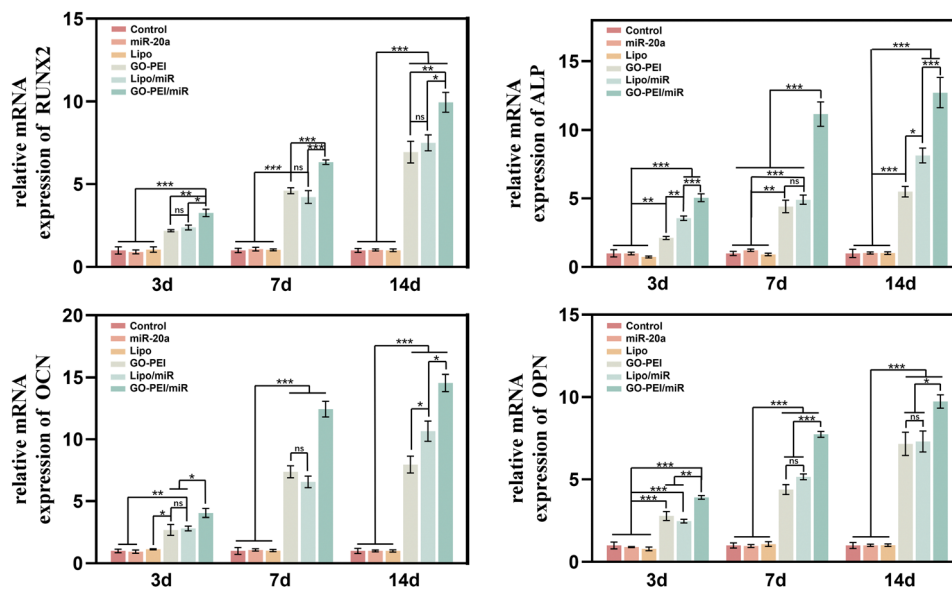 relative mRNA
expression of RUNX2
15
10
5
0
Control
miR-20a
Lipo
GO-PEI
Lipo/miR
GO-PEI/miR
***
**
ns
*
***
***
ns
***
***
**
*
ns
3d
7d
14d
relative mRNA
expression of ALP
15
10
5
0
Control
miR-20a
Lipo
GO-PEI
Lipo/miR
GO-PEI/miR
***
**
**
***
***
***
**
ns
***
***
*
***
3d
7d
14d
relative mRNA
expression of OCN
20
15
10
5
0
Control
miR-20a
Lipo
GO-PEI
Lipo/miR
GO-PEI/miR
**
*
*
ns
***
ns
***
*
*
3d
7d
14d
relative mRNA
expression of OPN
15
10
5
0
Control
miR-20a
Lipo
GO-PEI
Lipo/miR
GO-PEI/miR
***
***
**
***
***
***
ns
***
*
ns
3d
7d
14d